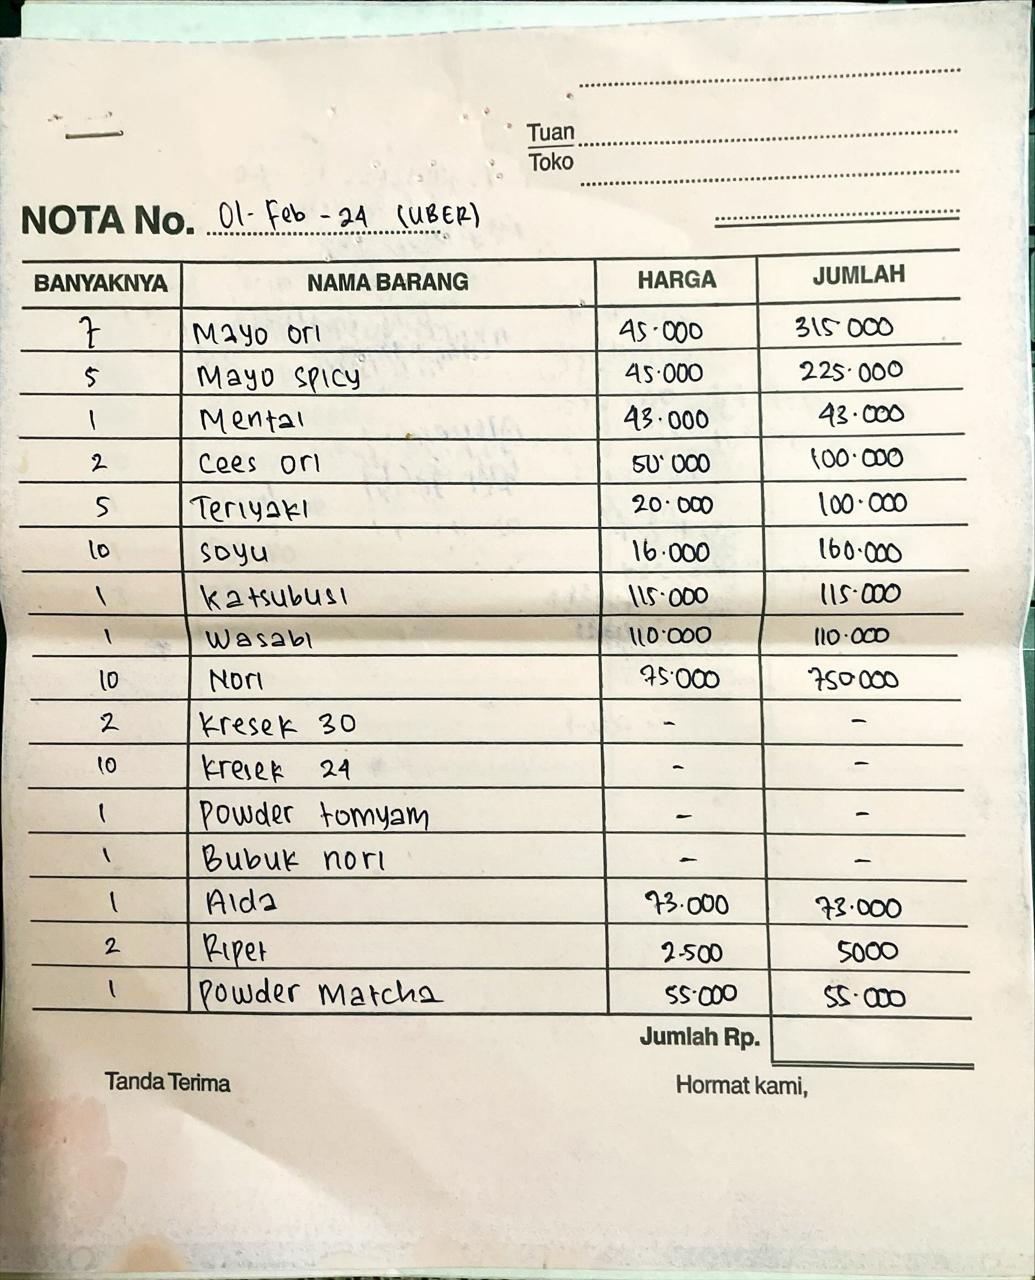 Tuan
Toko
NOTA No. 01-Feb-24 (UBER)
BANYAKNYA NAMA BARANG HARGA JUMLAH
7 Mayo ori 45.000 315.000
5 Mayo spicy 45.000 225.000
1 Mentai 43.000 43.000
2 Cees ori 50.000 100.000
5 Teriyaki 20.000 100.000
10 soyu 16.000 160.000
1 katsubusi 115.000 115.000
1 Wasabi 110.000 110.000
10 Nori 75.000 750.000
2 kresek 30 - -
10 kresek 24 - -
1 Powder tomyam - -
1 Bubuk nori - -
1 Aida 73.000 73.000
2 Ripet 2.500 5000
1 Powder Matcha 55.000 55.000
Jumlah Rp.
Tanda Terima Hormat kami,